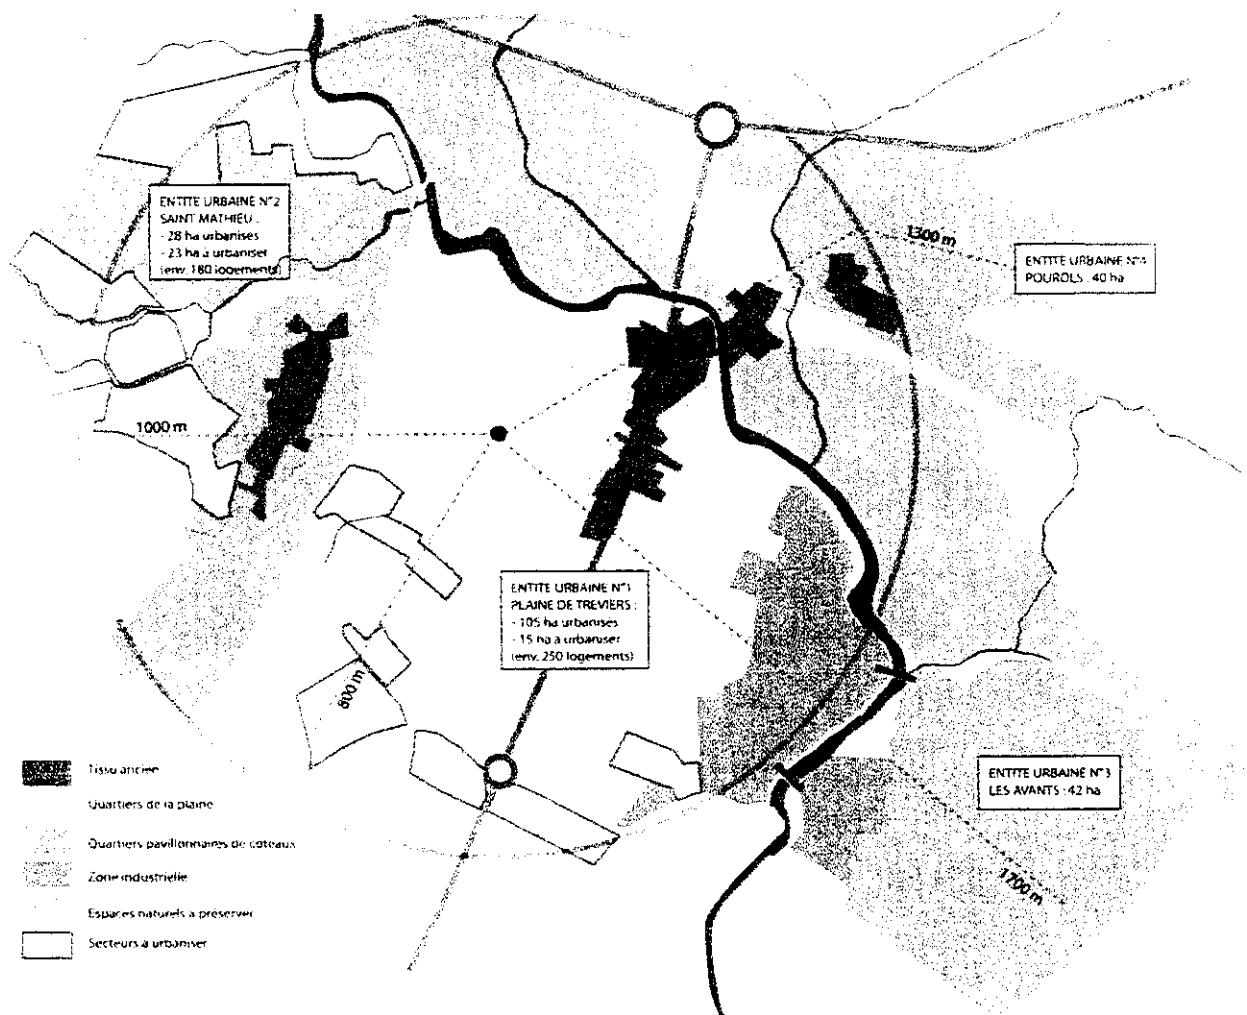 ENTITE URBAINE N°2
SAINT MATHIEU :
- 28 ha urbanisés
- 23 ha à urbaniser
(env. 180 logements)
1300 m
ENTITE URBAINE N°4
POUROLS : 40 ha
1000 m
ENTITE URBAINE N°1
PLAINE DE TREVIERS :
- 105 ha urbanisés
- 15 ha à urbaniser
(env. 250 logements)
800 m
ENTITE URBAINE N°3
LES AVANTS : 42 ha
1700 m
Tissu ancien
Quartiers de la plaine
Quartiers pavillonnaires de coteaux
Zone industrielle
Espaces naturels à préserver
Secteurs à urbaniser